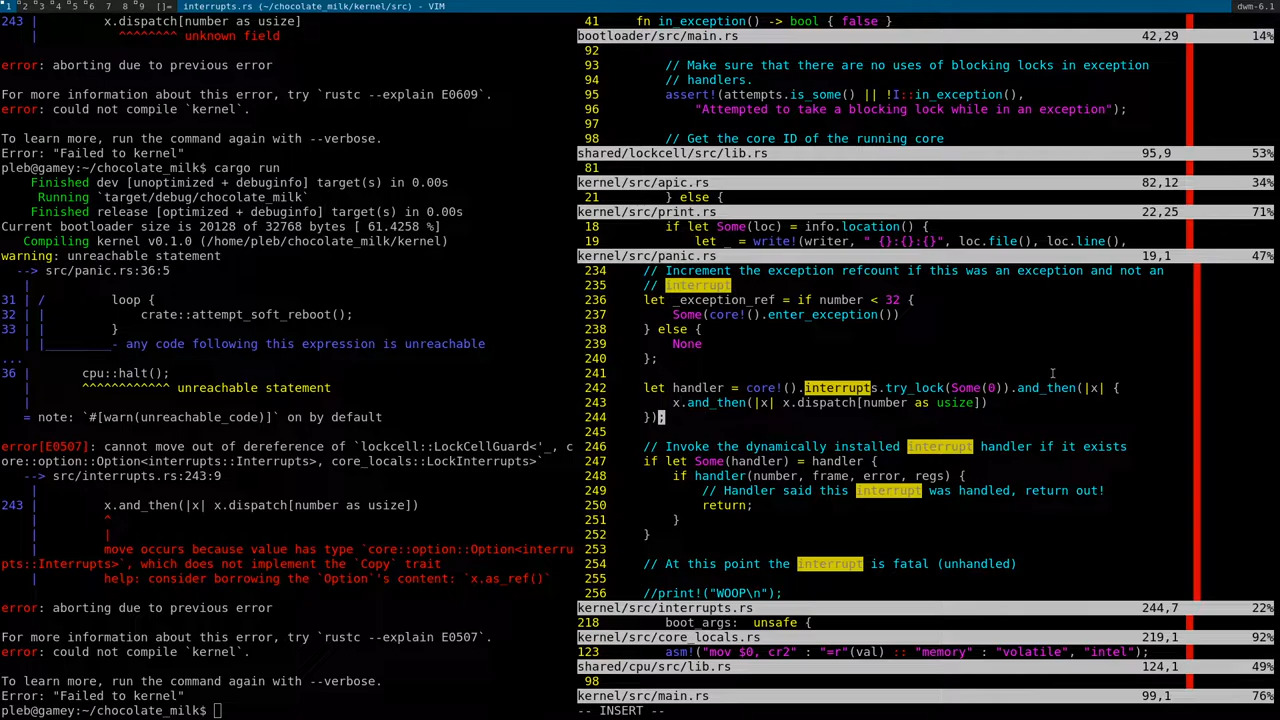 1 2 3 4 5 6 7 8 9 []= interrupts.rs (~/chocolate_milk/kernel/src) - VIM dwm-6.1
243 | x.dispatch[number as usize]
| ^^^^^^^^ unknown field
error: aborting due to previous error
For more information about this error, try `rustc --explain E0609`.
error: could not compile `kernel`.
To learn more, run the command again with --verbose.
Error: "Failed to kernel"
pleb@gamey:~/chocolate_milk$ cargo run
Finished dev [unoptimized + debuginfo] target(s) in 0.00s
Running `target/debug/chocolate_milk`
Finished release [optimized + debuginfo] target(s) in 0.00s
Current bootloader size is 20128 of 32768 bytes [ 61.4258 %]
Compiling kernel v0.1.0 (/home/pleb/chocolate_milk/kernel)
warning: unreachable statement
--> src/panic.rs:36:5
|
31 | / loop {
32 | | crate::attempt_soft_reboot();
33 | | }
| |_________- any code following this expression is unreachable
...
36 | cpu::halt();
| ^^^^^^^^^^^^ unreachable statement
|
= note: `#[warn(unreachable_code)]` on by default
error[E0507]: cannot move out of dereference of `lockcell::LockCellGuard<'_, c
ore::option::Option<interrupts::Interrupts>, core_locals::LockInterrupts>`
--> src/interrupts.rs:243:9
|
243 | x.and_then(|x| x.dispatch[number as usize])
| ^
| |
| move occurs because value has type `core::option::Option<interru
pts::Interrupts>`, which does not implement the `Copy` trait
| help: consider borrowing the `Option`'s content: `x.as_ref()`
error: aborting due to previous error
For more information about this error, try `rustc --explain E0507`.
error: could not compile `kernel`.
To learn more, run the command again with --verbose.
Error: "Failed to kernel"
pleb@gamey:~/chocolate_milk$
41 fn in_exception() -> bool { false }
bootloader/src/main.rs 42,29 14%
92
93 // Make sure that there are no uses of blocking locks in exception
94 // handlers.
95 assert!(attempts.is_some() || !I::in_exception(),
96 "Attempted to take a blocking lock while in an exception");
97
98 // Get the core ID of the running core
shared/lockcell/src/lib.rs 95,9 53%
81
kernel/src/apic.rs 82,12 34%
21 } else {
kernel/src/print.rs 22,25 71%
18 if let Some(loc) = info.location() {
19 let _ = write!(writer, " {}:{}:{}", loc.file(), loc.line(),
kernel/src/panic.rs 19,1 47%
234 // Increment the exception refcount if this was an exception and not an
235 // interrupt
236 let _exception_ref = if number < 32 {
237 Some(core!().enter_exception())
238 } else {
239 None
240 };
241
242 let handler = core!().interrupts.try_lock(Some(0)).and_then(|x| {
243 x.and_then(|x| x.dispatch[number as usize])
244 });
245
246 // Invoke the dynamically installed interrupt handler if it exists
247 if let Some(handler) = handler {
248 if handler(number, frame, error, regs) {
249 // Handler said this interrupt was handled, return out!
250 return;
251 }
252 }
253
254 // At this point the interrupt is fatal (unhandled)
255
256 //print!("WOOP\n");
kernel/src/interrupts.rs 244,7 22%
218 boot_args: unsafe {
kernel/src/core_locals.rs 219,1 92%
123 asm!("mov $0, cr2" : "=r"(val) :: "memory" : "volatile", "intel");
shared/cpu/src/lib.rs 124,1 49%
98
kernel/src/main.rs 99,1 76%
-- INSERT --